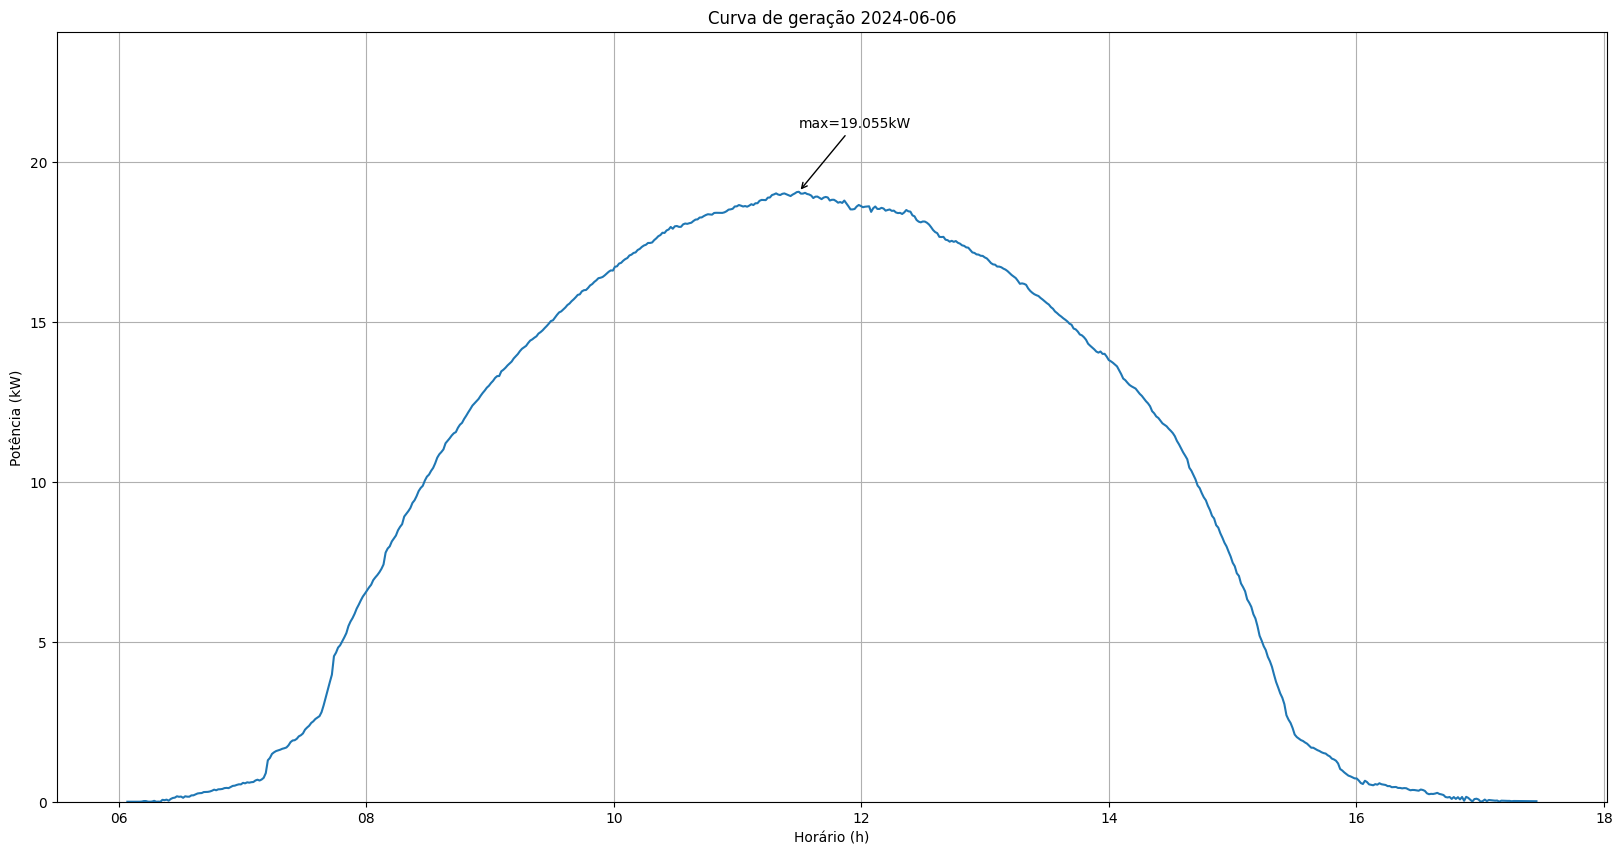 Curva de geração 2024-06-06
max=19.055kW
20
15
10
5
0
Potência (kW)
06 08 10 12 14 16 18
Horário (h)